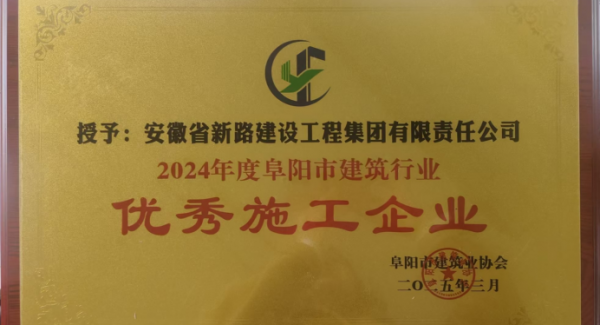 授予：安徽省新路建设工程集团有限责任公司
2024年度阜阳市建筑行业
优秀施工企业
阜阳市建筑业协会
二〇二五年三月